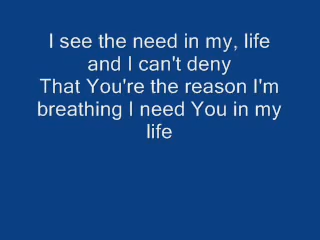 I see the need in my, life
and I can't deny
That You're the reason I'm
breathing I need You in my
life